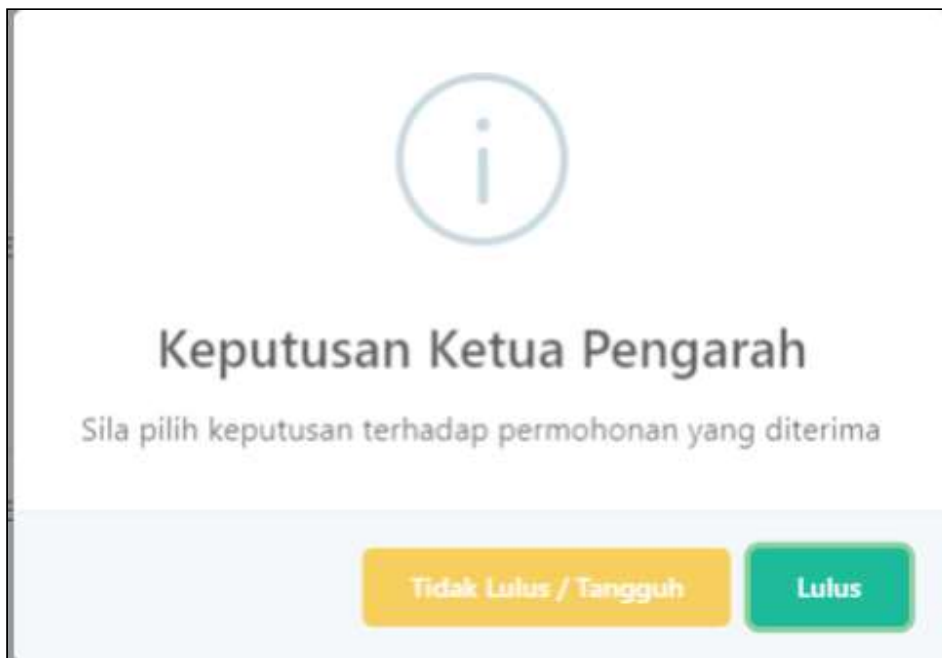 Keputusan Ketua Pengarah
Sila pilih keputusan terhadap permohonan yang diterima
Tidak Lulus / Tangguh
Lulus